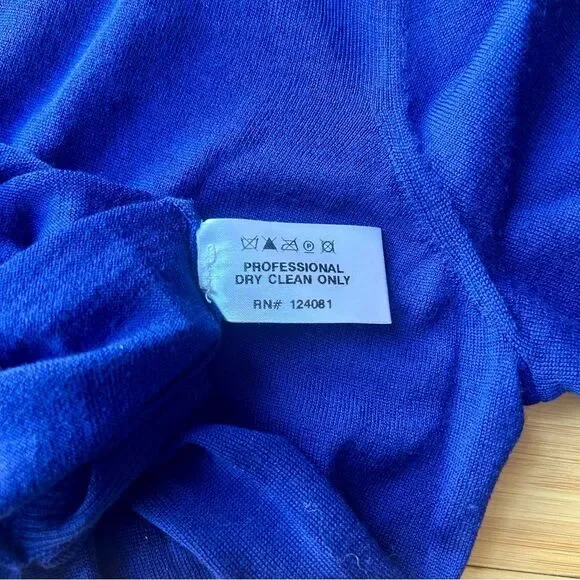 P
PROFESSIONAL
DRY CLEAN ONLY
RN# 124081